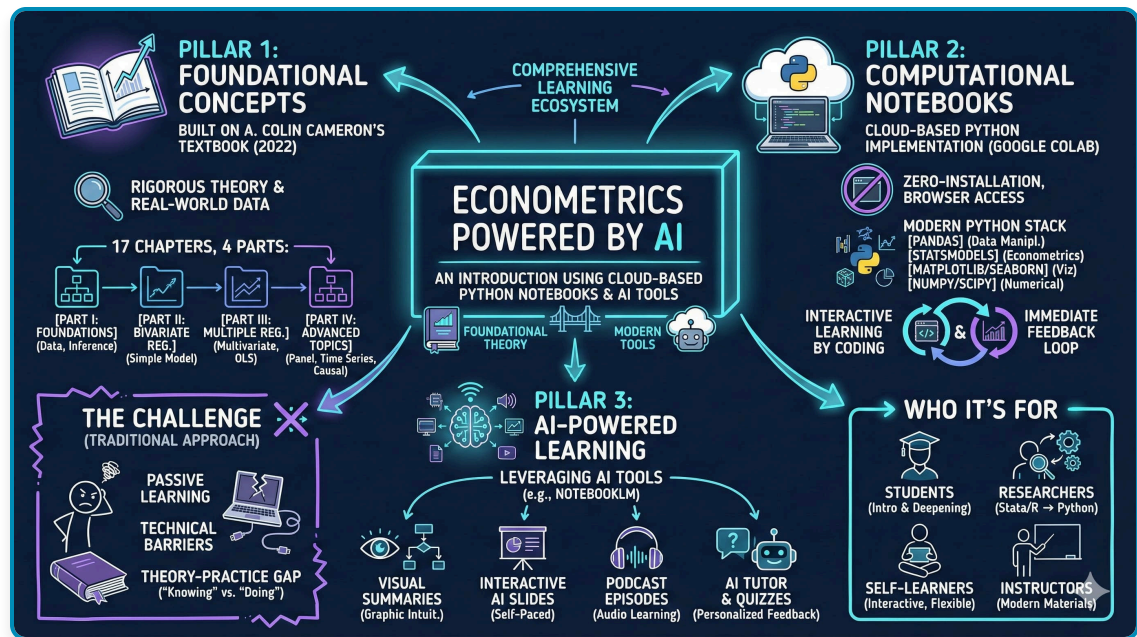 PILLAR 1:
FOUNDATIONAL
CONCEPTS
BUILT ON A. COLIN CAMERON'S
TEXTBOOK (2022)
RIGOROUS THEORY &
REAL-WORLD DATA
17 CHAPTERS, 4 PARTS:
[PART I:
FOUNDATIONS]
(Data, Inference)
[PART II:
BIVARIATE
REG.]
(Simple Model)
[PART III:
MULTIPLE REG.]
(Multivariate,
OLS)
[PART IV:
ADVANCED
TOPICS]
(Panel, Time Series,
Causal)
COMPREHENSIVE
LEARNING
ECOSYSTEM
ECONOMETRICS
POWERED BY AI
AN INTRODUCTION USING CLOUD-BASED
PYTHON NOTEBOOKS & AI TOOLS
FOUNDATIONAL
THEORY
MODERN
TOOLS
PILLAR 2:
COMPUTATIONAL
NOTEBOOKS
CLOUD-BASED PYTHON
IMPLEMENTATION (GOOGLE COLAB)
ZERO-INSTALLATION,
BROWSER ACCESS
MODERN PYTHON STACK
[PANDAS] (Data Manipl.)
[STATSMODELS] (Econometrics)
[MATPLOTLIB/SEABORN] (Viz)
[NUMPY/SCIPY] (Numerical)
INTERACTIVE
LEARNING
BY CODING
</>
&
IMMEDIATE
FEEDBACK
LOOP
THE CHALLENGE
(TRADITIONAL APPROACH)
PASSIVE
LEARNING
TECHNICAL
BARRIERS
THEORY-PRACTICE GAP
("Knowing" vs. "Doing")
PILLAR 3:
AI-POWERED
LEARNING
LEVERAGING AI TOOLS
(e.g., NOTEBOOKLM)
VISUAL
SUMMARIES
(Graphic Intuit.)
INTERACTIVE
AI SLIDES
(Self-Paced)
PODCAST
EPISODES
(Audio Learning)
?
AI TUTOR
& QUIZZES
(Personalized Feedback)
WHO IT'S FOR
STUDENTS
(Intro & Deepening)
RESEARCHERS
(Stata/R → Python)
SELF-LEARNERS
(Interactive, Flexible)
INSTRUCTORS
(Modern Materials)